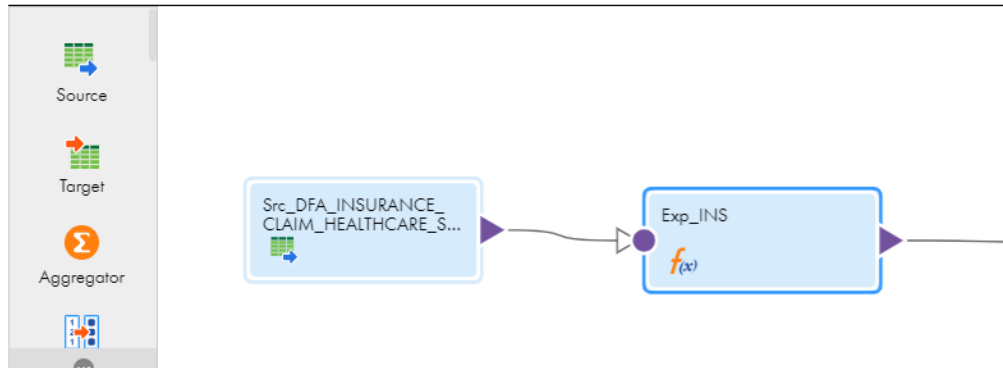 Source
Target
Aggregator
Src_DFA_INSURANCE_
CLAIM_HEALTHCARE_S...
Exp_INS
f(x)